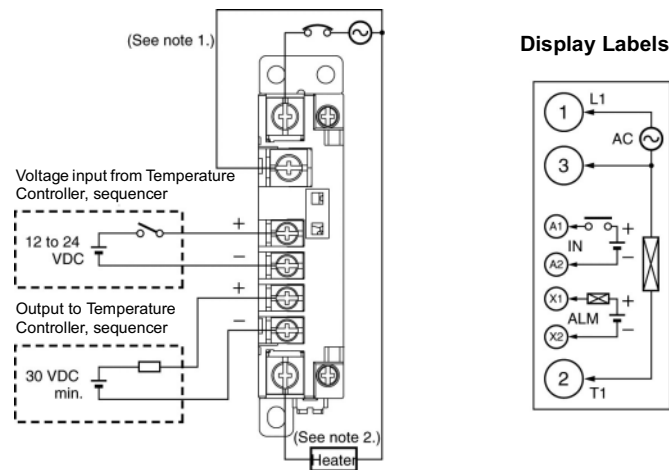 (See note 1.)
Display Labels
Voltage input from Temperature
Controller, sequencer
+
12 to 24
VDC
−
Output to Temperature
Controller, sequencer
+
−
30 VDC
min.
(See note 2.)
Heater
1
L1
AC
3
A1
+
IN
A2
−
X1
+
ALM
X2
−
2
T1